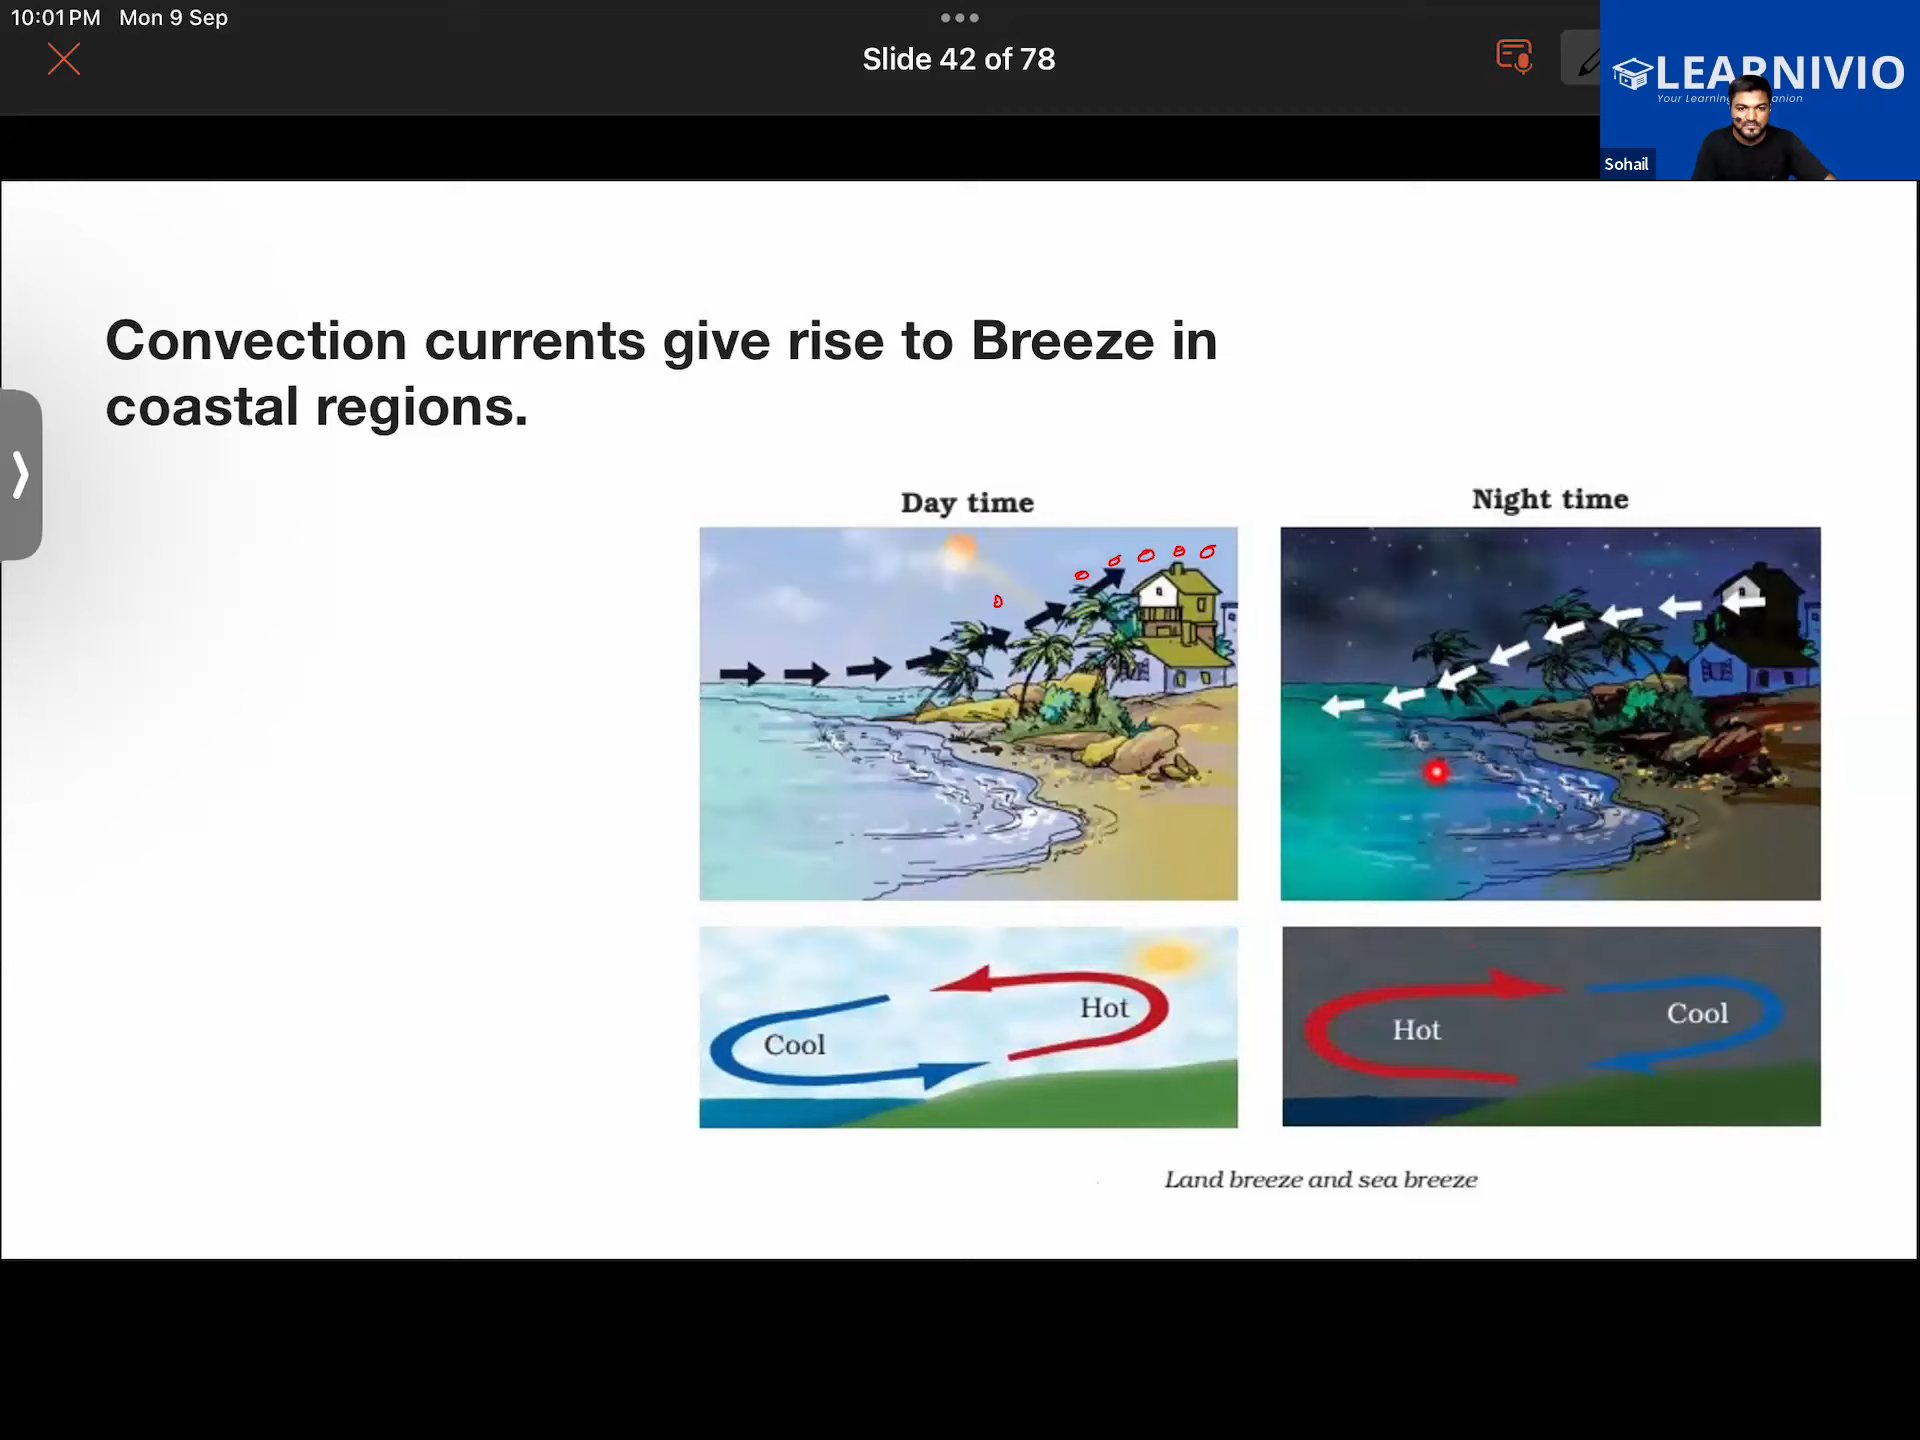 10:01 PM Mon 9 Sep
Slide 42 of 78
LEARNIVIO
Your Learning
Sohail
Convection currents give rise to Breeze in
coastal regions.
Day time
Night time
Hot
Cool
Hot
Cool
Land breeze and sea breeze